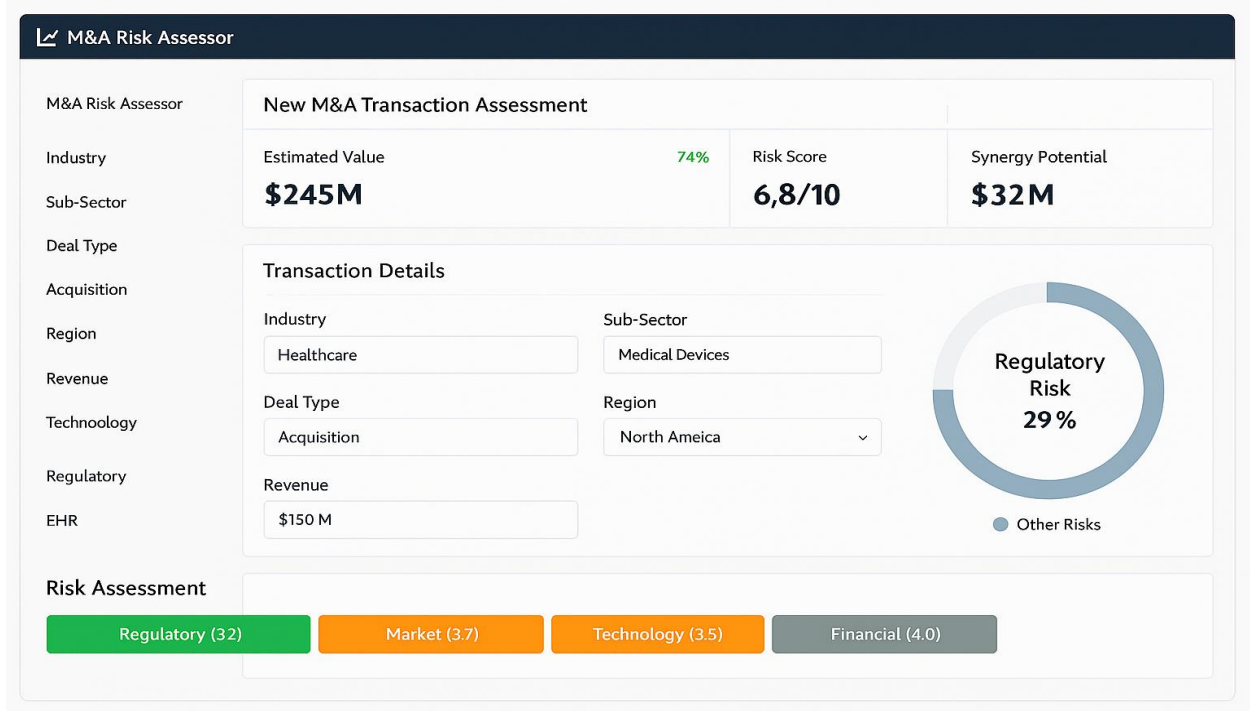 M&A Risk Assessor
M&A Risk Assessor
Industry
Sub-Sector
Deal Type
Acquisition
Region
Revenue
Technoology
Regulatory
EHR
New M&A Transaction Assessment
Estimated Value
74%
$245M
Risk Score
6,8/10
Synergy Potential
$32M
Transaction Details
Industry
Healthcare
Sub-Sector
Medical Devices
Deal Type
Acquisition
Region
North Ameica
Revenue
$150 M
Regulatory
Risk
29%
Other Risks
Risk Assessment
Regulatory (32)
Market (3.7)
Technology (3.5)
Financial (4.0)